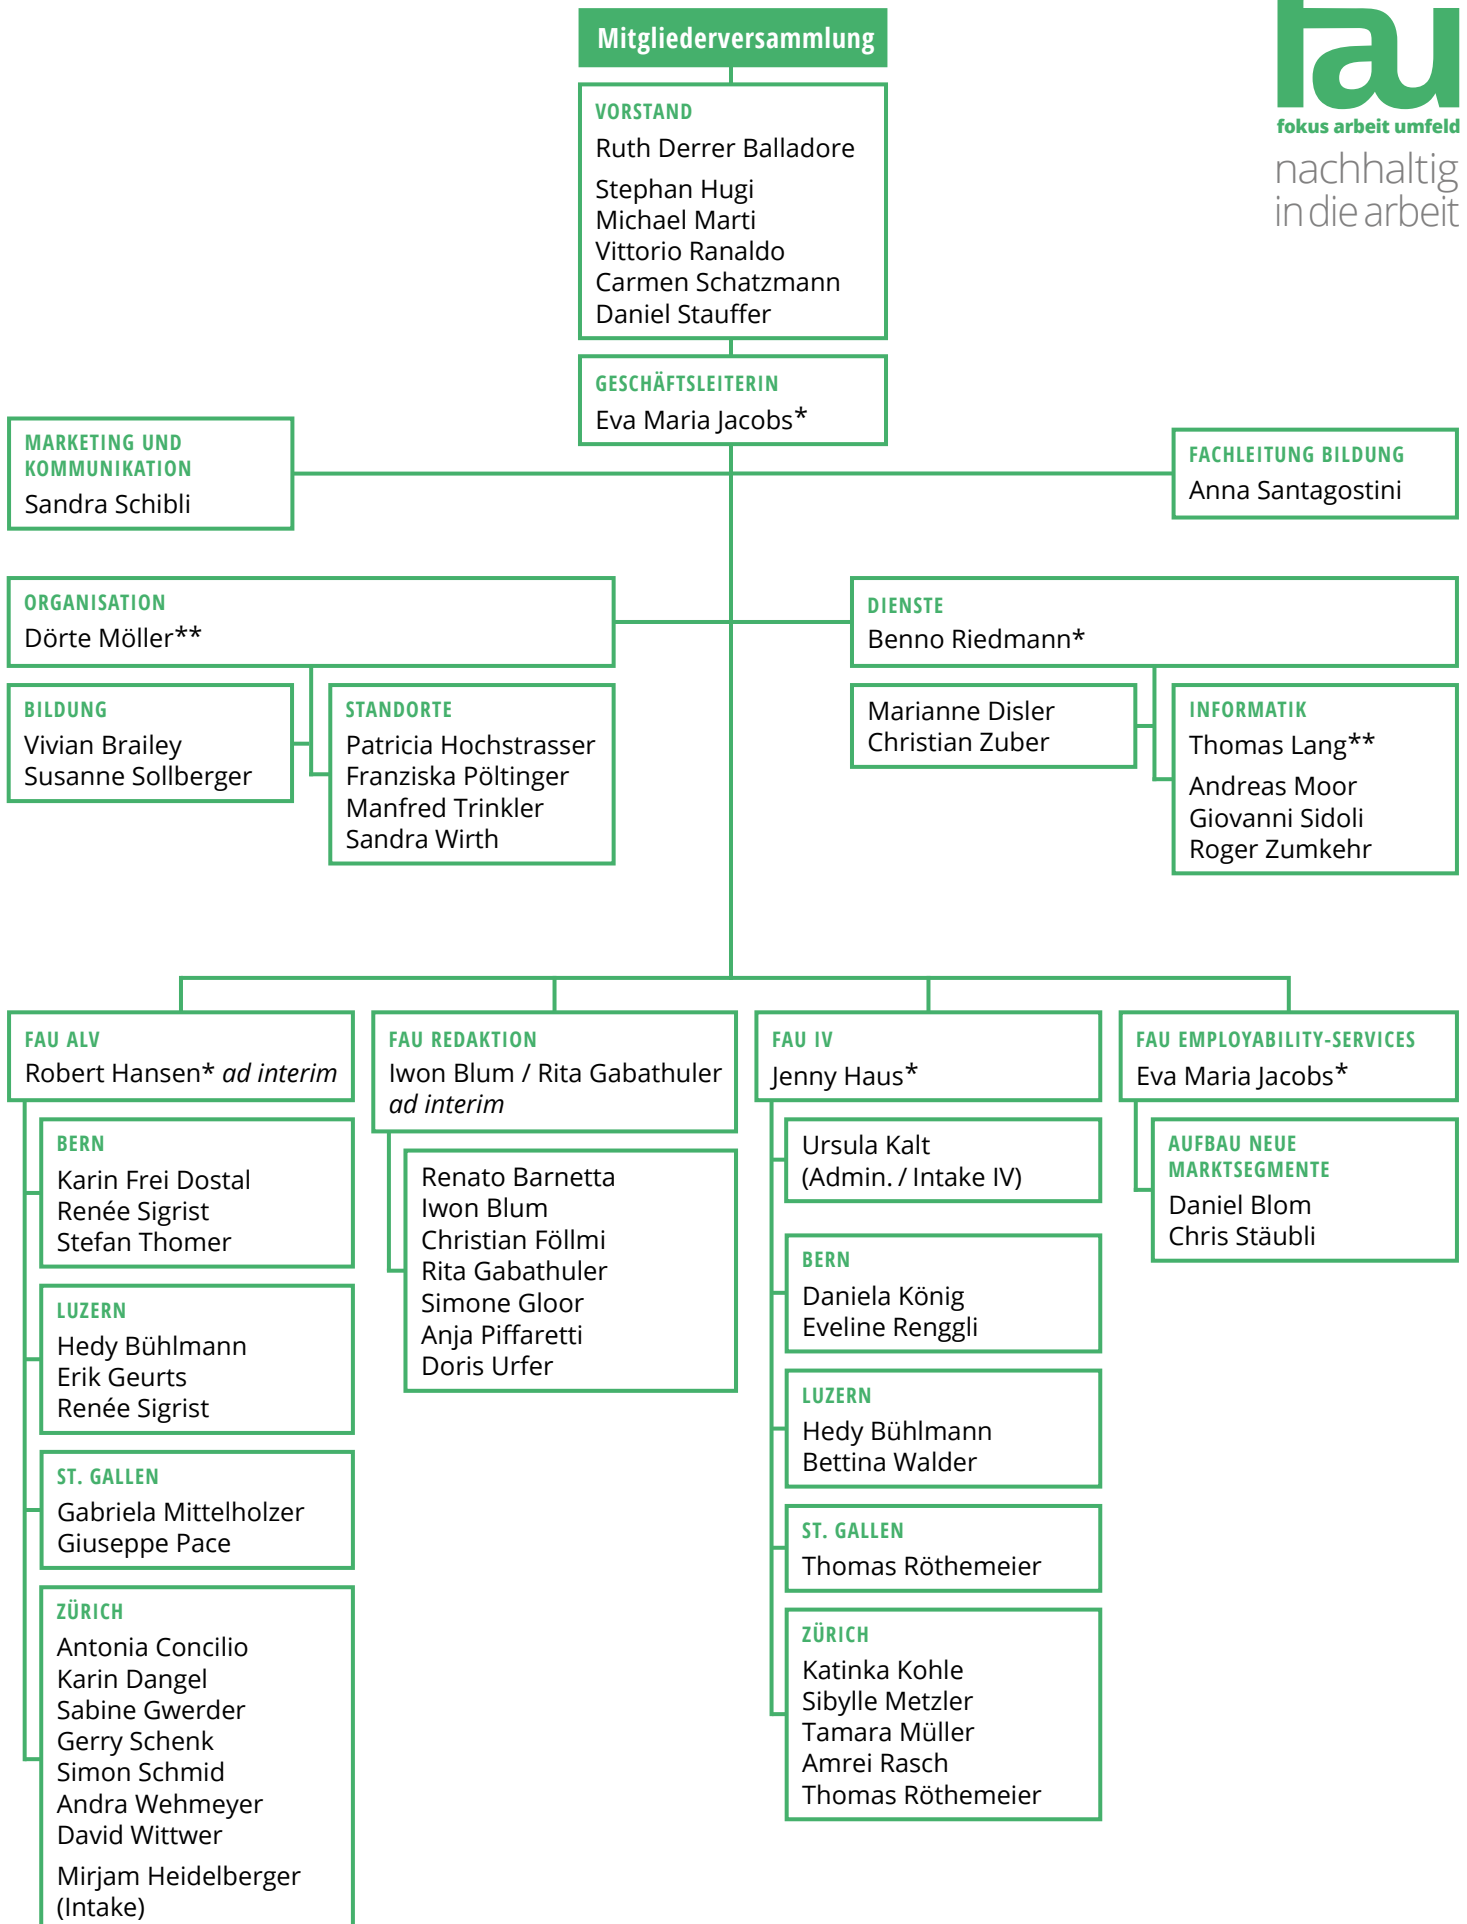 Mitgliederversammlung
fau
fokus arbeit umfeld
nachhaltig
in die arbeit
VORSTAND
Ruth Derrer Balladore
Stephan Hugi
Michael Marti
Vittorio Ranaldo
Carmen Schatzmann
Daniel Stauffer
GESCHÄFTSLEITERIN
Eva Maria Jacobs*
MARKETING UND
KOMMUNIKATION
Sandra Schibli
FACHLEITUNG BILDUNG
Anna Santagostini
ORGANISATION
Dörte Möller**
BILDUNG
Vivian Brailey
Susanne Sollberger
STANDORTE
Patricia Hochstrasser
Franziska Pöltinger
Manfred Trinkler
Sandra Wirth
DIENSTE
Benno Riedmann*
Marianne Disler
Christian Zuber
INFORMATIK
Thomas Lang**
Andreas Moor
Giovanni Sidoli
Roger Zumkehr
FAU ALV
Robert Hansen* ad interim
BERN
Karin Frei Dostal
Renée Sigrist
Stefan Thomer
LUZERN
Hedy Bühlmann
Erik Geurts
Renée Sigrist
ST. GALLEN
Gabriela Mittelholzer
Giuseppe Pace
ZÜRICH
Antonia Concilio
Karin Dangel
Sabine Gwerder
Gerry Schenk
Simon Schmid
Andra Wehmeyer
David Wittwer
Mirjam Heidelberger
(Intake)
FAU REDAKTION
Iwon Blum / Rita Gabathuler
ad interim
Renato Barnetta
Iwon Blum
Christian Föllmi
Rita Gabathuler
Simone Gloor
Anja Piffaretti
Doris Urfer
FAU IV
Jenny Haus*
Ursula Kalt
(Admin. / Intake IV)
BERN
Daniela König
Eveline Renggli
LUZERN
Hedy Bühlmann
Bettina Walder
ST. GALLEN
Thomas Röthemeier
ZÜRICH
Katinka Kohle
Sibylle Metzler
Tamara Müller
Amrei Rasch
Thomas Röthemeier
FAU EMPLOYABILITY-SERVICES
Eva Maria Jacobs*
AUFBAU NEUE
MARKTSEGMENTE
Daniel Blom
Chris Stäubli